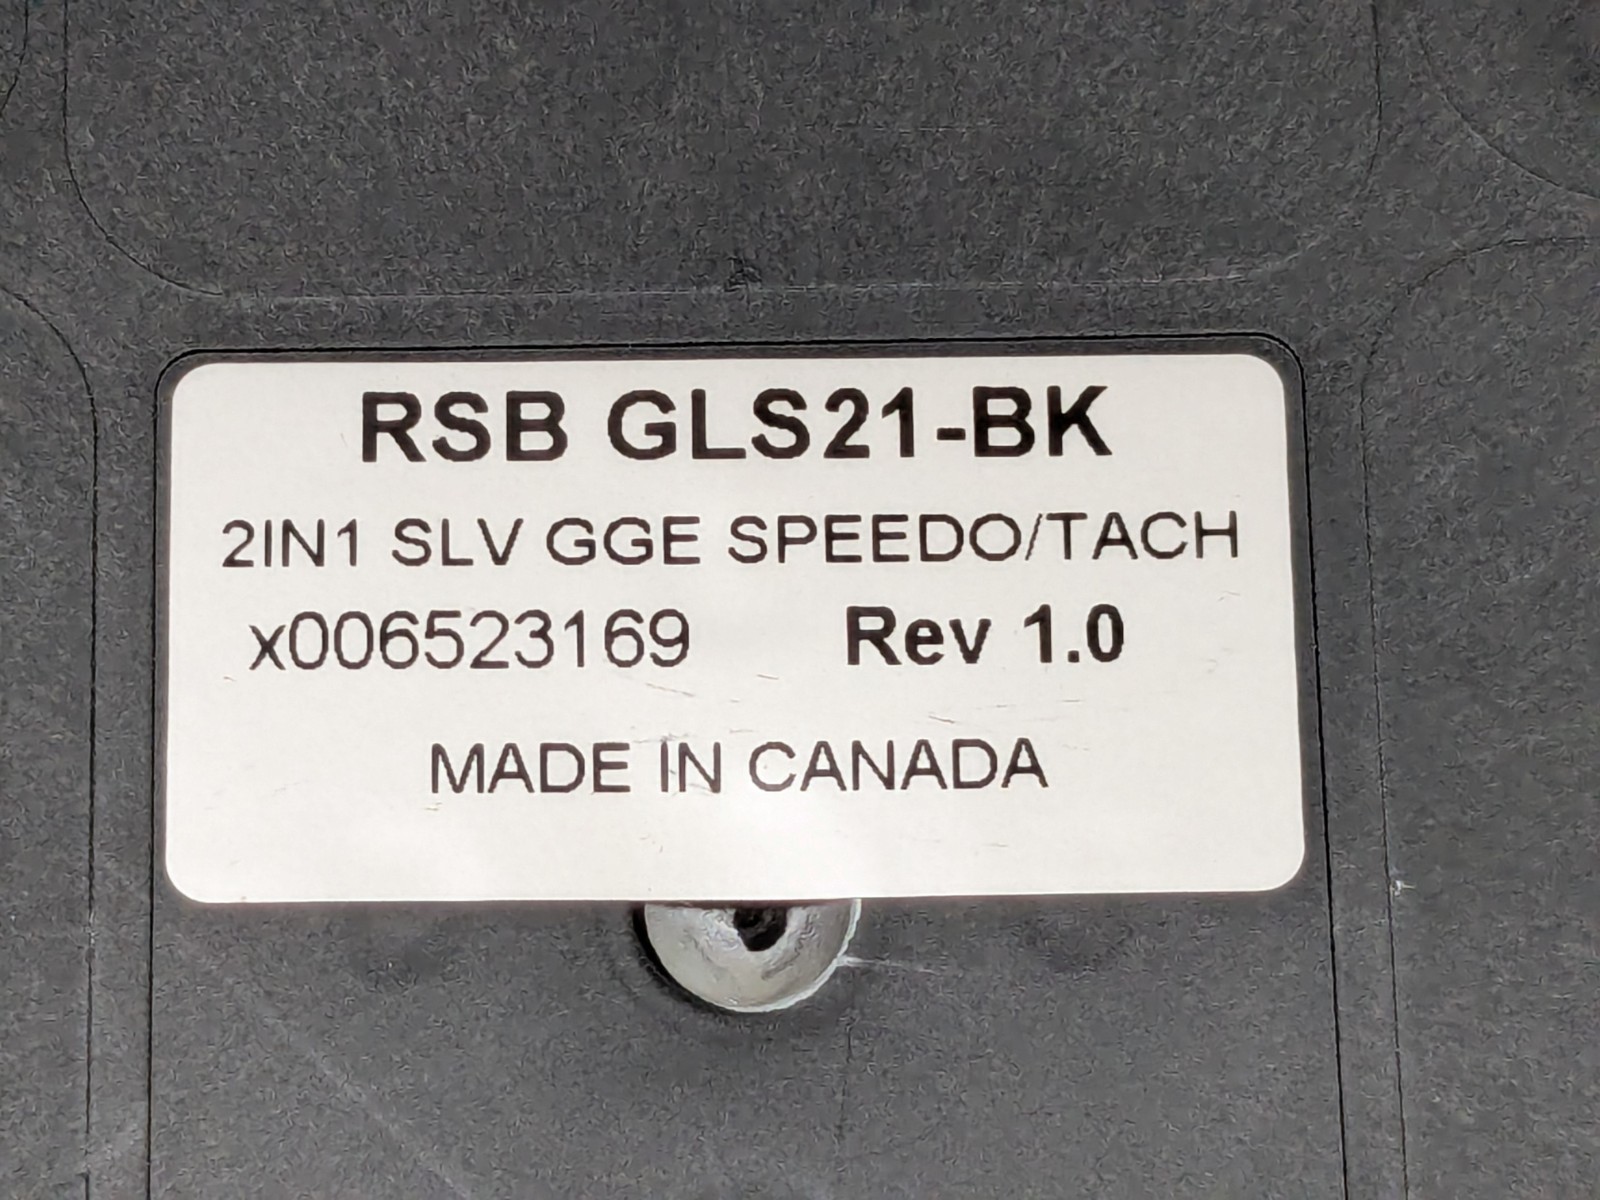 RSB GLS21-BK
2IN1 SLV GGE SPEEDO/TACH
x006523169 Rev 1.0
MADE IN CANADA